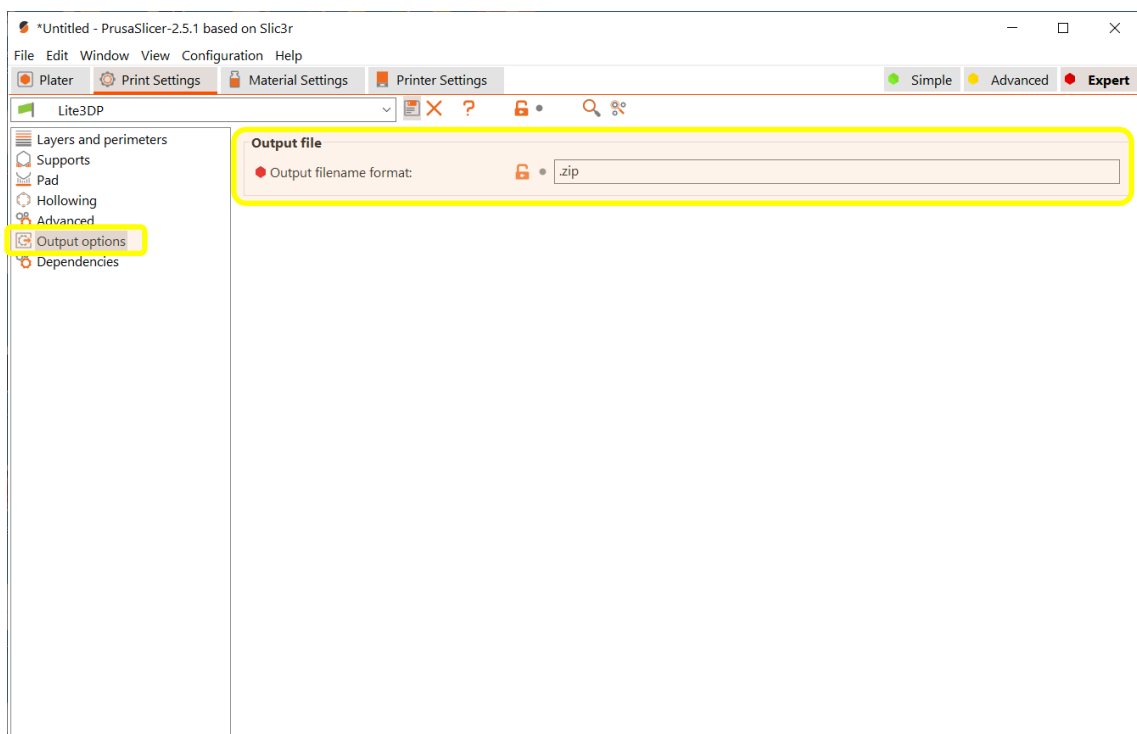 *Untitled - PrusaSlicer-2.5.1 based on Slic3r
File Edit Window View Configuration Help
Plater Print Settings Material Settings Printer Settings Simple Advanced Expert
Lite3DP ?
Layers and perimeters
Supports
Pad
Hollowing
Advanced
Output options
Dependencies
Output file
Output filename format: .zip